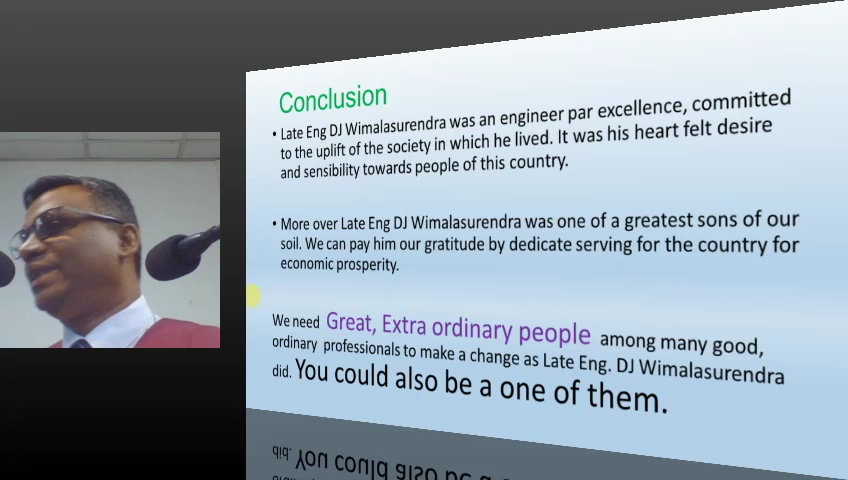 Conclusion
• Late Eng DJ Wimalasurendra was an engineer par excellence, committed
to the uplift of the society in which he lived. It was his heart felt desire
and sensibility towards people of this country.
• More over Late Eng DJ Wimalasurendra was one of a greatest sons of our
soil. We can pay him our gratitude by dedicate serving for the country for
economic prosperity.
We need Great, Extra ordinary people among many good,
ordinary professionals to make a change as Late Eng. DJ Wimalasurendra
did. You could also be a one of them.